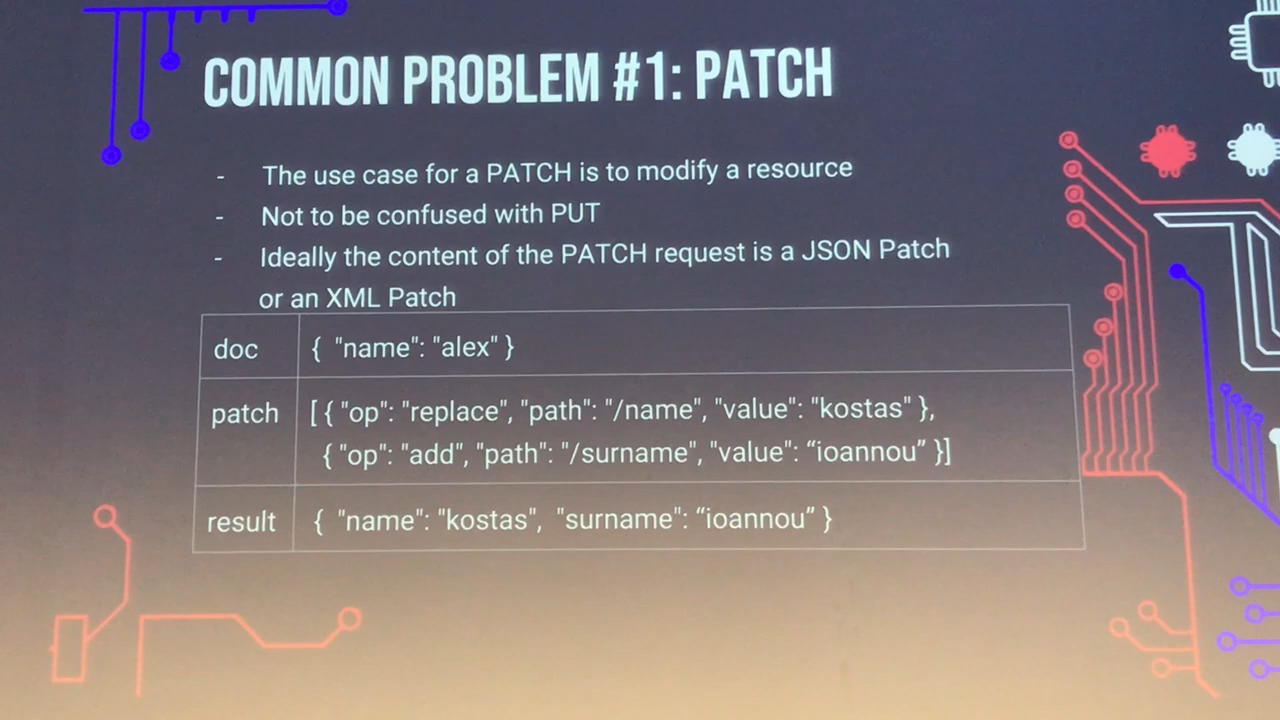 COMMON PROBLEM #1: PATCH
- The use case for a PATCH is to modify a resource
- Not to be confused with PUT
- Ideally the content of the PATCH request is a JSON Patch
or an XML Patch
doc { "name": "alex" }
patch [ { "op": "replace", "path": "/name", "value": "kostas" },
{ "op": "add", "path": "/surname", "value": “ioannou” }]
result { "name": "kostas", "surname": “ioannou” }